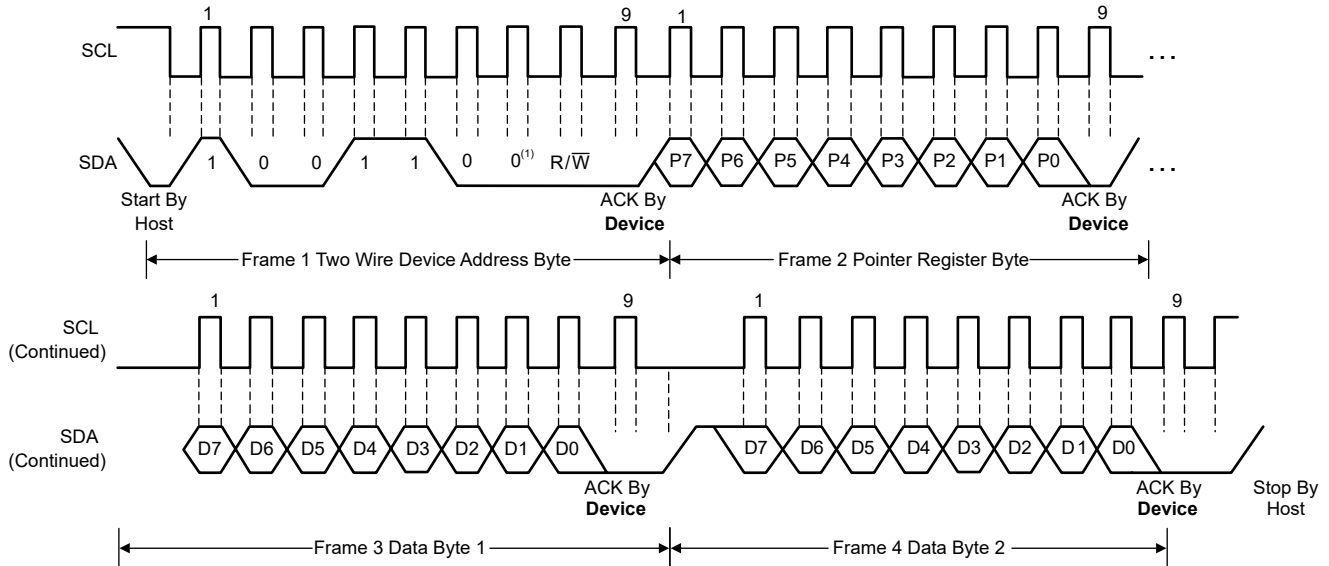 1 9 1 9
SCL
. . .
SDA 1 0 0 1 1 0 0(1) R/W̅ P7 P6 P5 P4 P3 P2 P1 P0 . . .
Start By Host
ACK By Device
ACK By Device
Frame 1 Two Wire Device Address Byte
Frame 2 Pointer Register Byte
1 9 1 9
SCL (Continued)
SDA (Continued)
D7 D6 D5 D4 D3 D2 D1 D0 D7 D6 D5 D4 D3 D2 D1 D0
ACK By Device
ACK By Device
Stop By Host
Frame 3 Data Byte 1
Frame 4 Data Byte 2